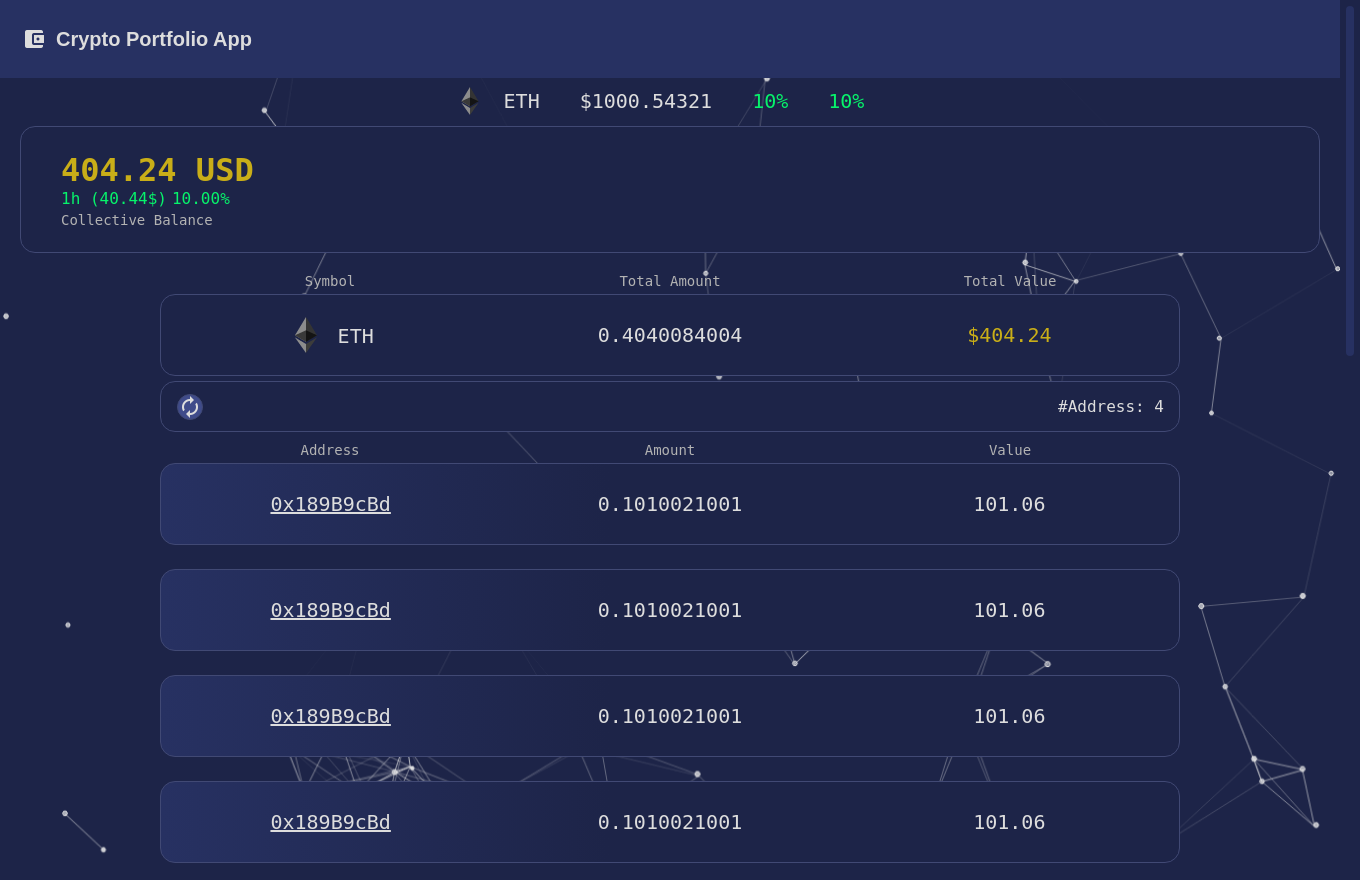 Crypto Portfolio App
ETH $1000.54321 10% 10%
404.24 USD
1h (40.44$) 10.00%
Collective Balance
Symbol Total Amount Total Value
ETH 0.4040084004 $404.24
#Address: 4
Address Amount Value
0x189B9cBd 0.1010021001 101.06
0x189B9cBd 0.1010021001 101.06
0x189B9cBd 0.1010021001 101.06
0x189B9cBd 0.1010021001 101.06